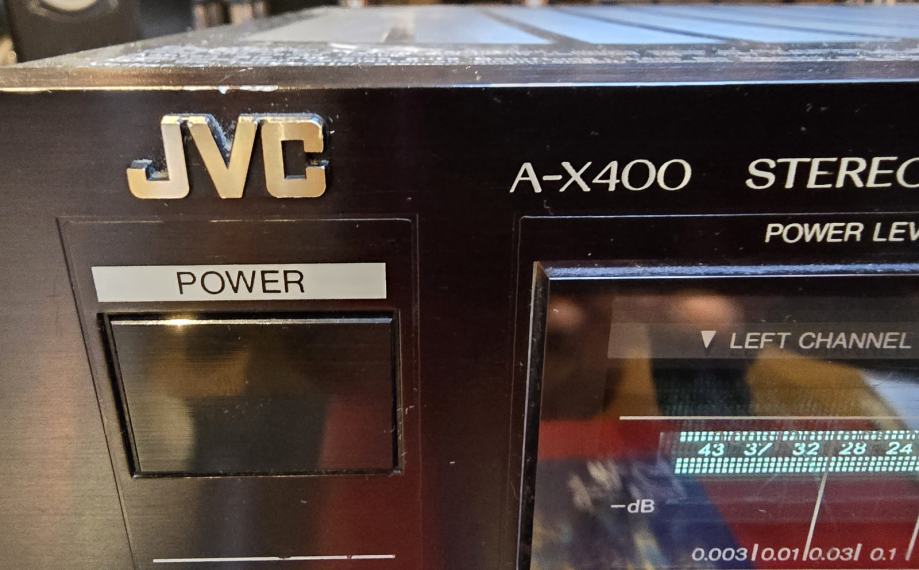 JVC
A-X400 STEREO
POWER LEV
POWER
LEFT CHANNEL
43 37 32 28 24
-dB
0.003 0.01 0.03 0.1